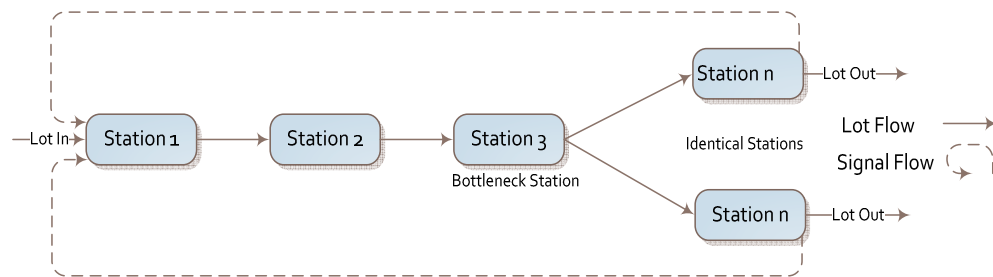 Station n
Lot Out
Lot In
Station 1
Station 2
Station 3
Bottleneck Station
Identical Stations
Lot Flow
Signal Flow
Station n
Lot Out